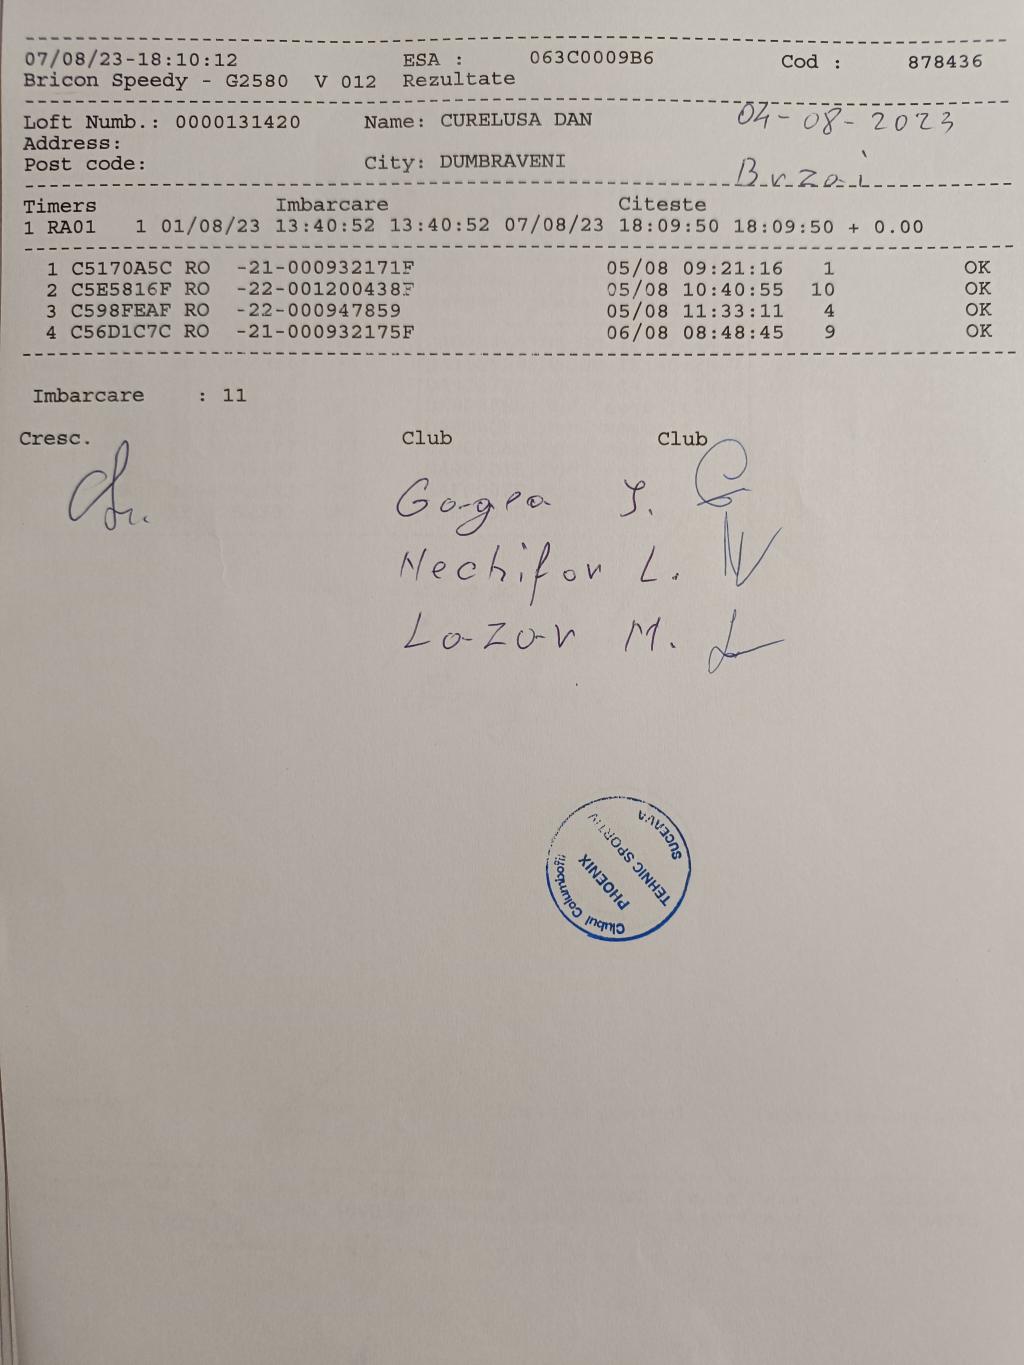 07/08/23-18:10:12 ESA : 063C0009B6 Cod : 878436
Bricon Speedy - G2580 V 012 Rezultate
Loft Numb.: 0000131420 Name: CURELUSA DAN 04-08-2023
Address:
Post code: City: DUMBRAVENI Brzai
Timers Imbarcare Citeste
1 RA01 1 01/08/23 13:40:52 13:40:52 07/08/23 18:09:50 18:09:50 + 0.00
1 C5170A5C RO -21-000932171F 05/08 09:21:16 1 OK
2 C5E5816F RO -22-001200438F 05/08 10:40:55 10 OK
3 C598FEAF RO -22-000947859 05/08 11:33:11 4 OK
4 C56D1C7C RO -21-000932175F 06/08 08:48:45 9 OK
Imbarcare : 11
Cresc. Club Club
Gogea I.
Nechifor L.
Lazar M.
Clubul Columbofil
PHOENIX
TEHNIC SPORTIV
SUCEAVA